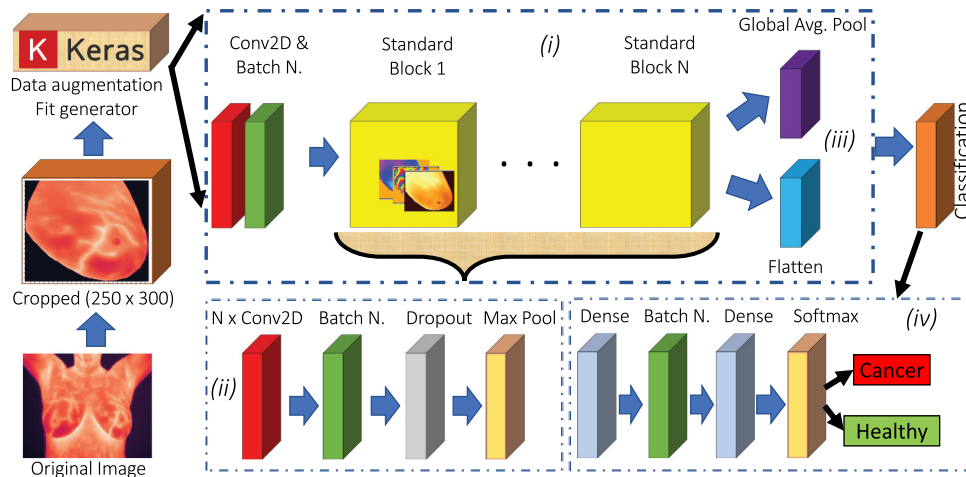 K Keras
Data augmentation
Fit generator
Cropped (250 x 300)
Original Image
Conv2D &
Batch N.
Standard
Block 1
(i)
. . .
Standard
Block N
Global Avg. Pool
(iii)
Flatten
Classification
(ii)
N x Conv2D
Batch N.
Dropout
Max Pool
Dense
Batch N.
Dense
Softmax
(iv)
Cancer
Healthy